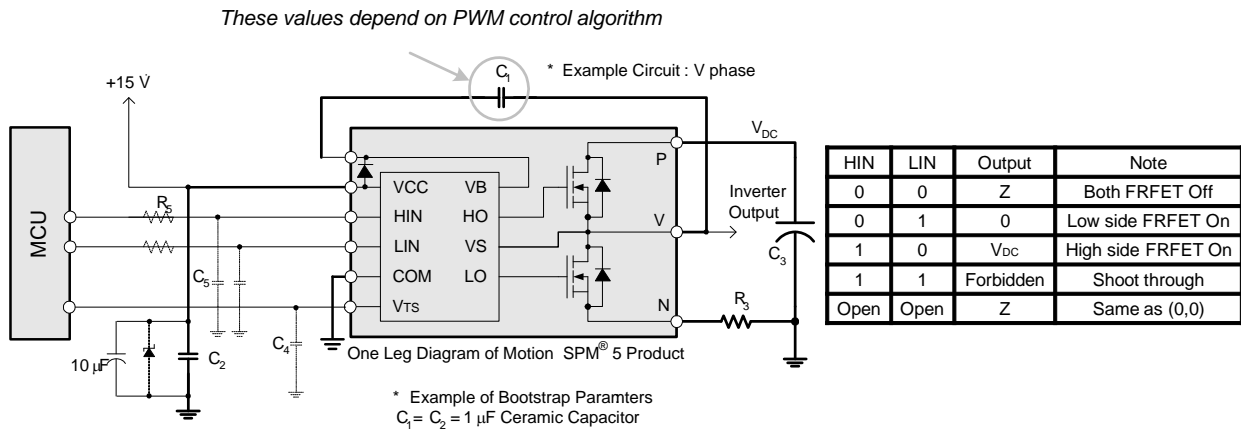 These values depend on PWM control algorithm
C1
* Example Circuit : V phase
+15 V
VDC
P
R5
VCC VB
HIN HO
LIN VS
COM LO
VTS
V
N
Inverter
Output
MCU
C5
C4
C3
R3
10 µF
C2
One Leg Diagram of Motion SPM® 5 Product
* Example of Bootstrap Paramters
C1= C2 = 1 µF Ceramic Capacitor
HIN LIN Output Note
0 0 Z Both FRFET Off
0 1 0 Low side FRFET On
1 0 VDC High side FRFET On
1 1 Forbidden Shoot through
Open Open Z Same as (0,0)